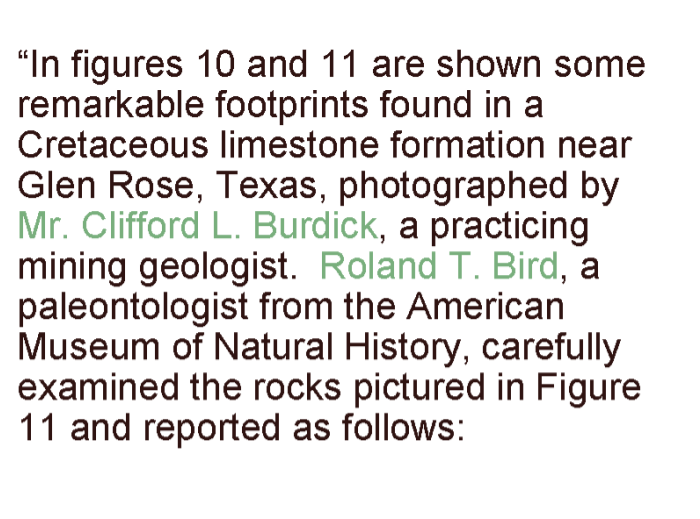 “In figures 10 and 11 are shown some
remarkable footprints found in a
Cretaceous limestone formation near
Glen Rose, Texas, photographed by
Mr. Clifford L. Burdick, a practicing
mining geologist.  Roland T. Bird, a
paleontologist from the American
Museum of Natural History, carefully
examined the rocks pictured in Figure
11 and reported as follows: